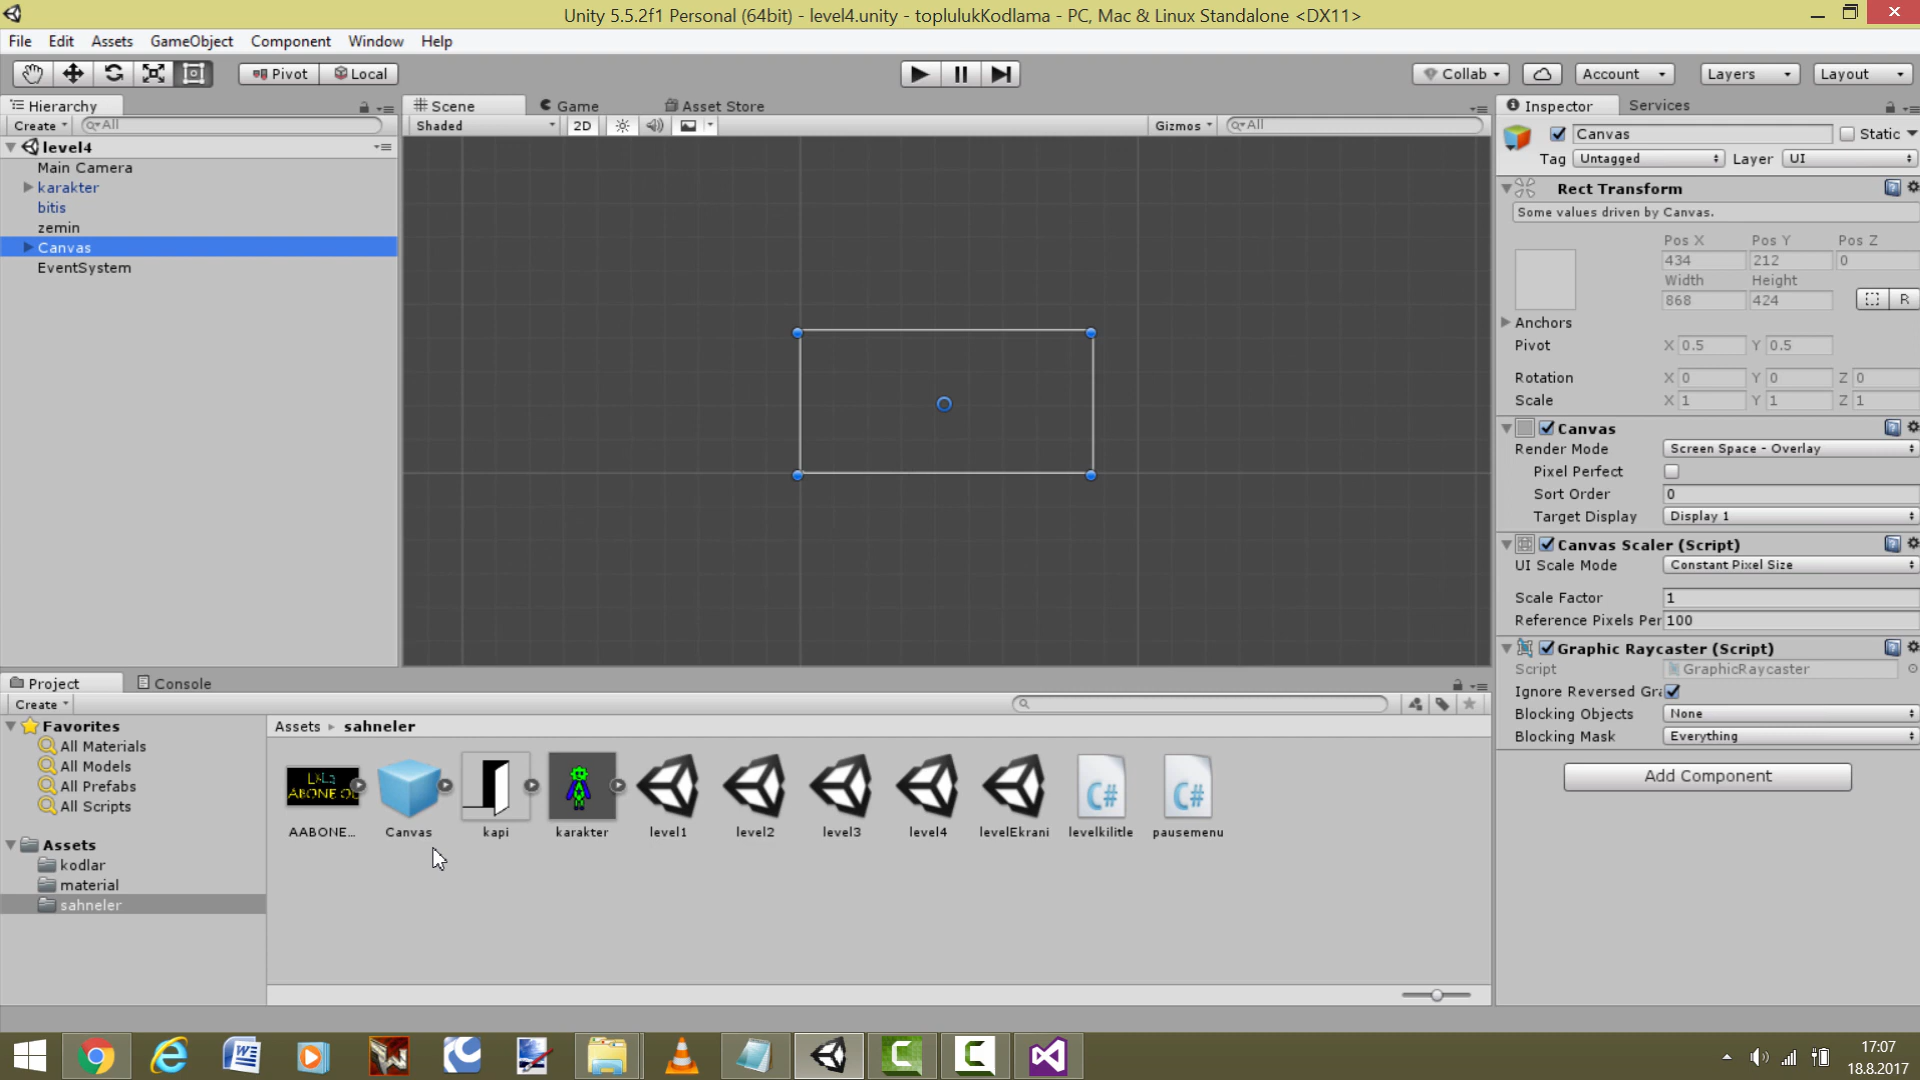 Unity 5.5.2f1 Personal (64bit) - level4.unity - toplulukKodlama - PC, Mac & Linux Standalone <DX11>
File Edit Assets GameObject Component Window Help
Pivot Local Collab Account Layers Layout
Hierarchy
Create All
level4
Main Camera
karakter
bitis
zemin
Canvas
EventSystem
Scene Game Asset Store
Shaded 2D Gizmos All
Inspector Services
Canvas Static
Tag Untagged Layer UI
Rect Transform
Some values driven by Canvas.
Pos X Pos Y Pos Z
434 212 0
Width Height
868 424 R
Anchors
Pivot X 0.5 Y 0.5
Rotation X 0 Y 0 Z 0
Scale X 1 Y 1 Z 1
Canvas
Render Mode Screen Space - Overlay
Pixel Perfect
Sort Order 0
Target Display Display 1
Canvas Scaler (Script)
UI Scale Mode Constant Pixel Size
Scale Factor 1
Reference Pixels Per 100
Graphic Raycaster (Script)
Script GraphicRaycaster
Ignore Reversed Gra
Blocking Objects None
Blocking Mask Everything
Add Component
Project Console
Create
Favorites
All Materials
All Models
All Prefabs
All Scripts
Assets
kodlar
material
sahneler
Assets sahneler
ABONE OL
C# C#
AABONE... Canvas kapi karakter level1 level2 level3 level4 levelEkrani levelkilitle pausemenu
17:07
18.8.2017